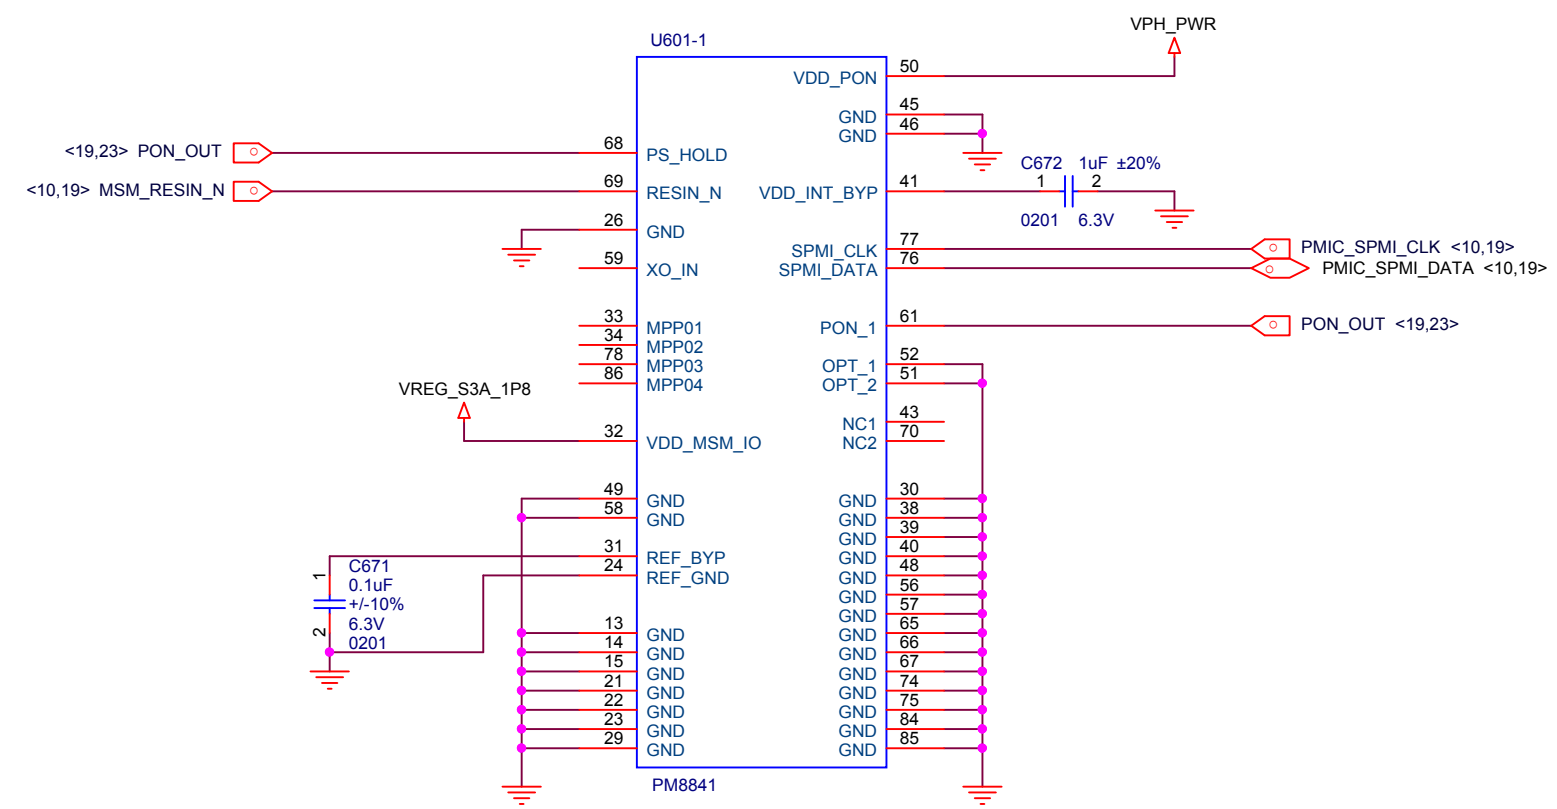 VPH_PWR
U601-1
VDD_PON 50
GND 45
GND 46
<19,23> PON_OUT 68 PS_HOLD
C672 1uF ±20%
<10,19> MSM_RESIN_N 69 RESIN_N
VDD_INT_BYP 41 1 2
0201 6.3V
26 GND
SPMI_CLK 77 PMIC_SPMI_CLK <10,19>
59 XO_IN
SPMI_DATA 76 PMIC_SPMI_DATA <10,19>
33 MPP01
PON_1 61 PON_OUT <19,23>
34 MPP02
78 MPP03
OPT_1 52
86 MPP04
OPT_2 51
VREG_S3A_1P8
NC1 43
32 VDD_MSM_IO
NC2 70
49 GND
GND 30
58 GND
GND 38
GND 39
31 REF_BYP
GND 40
24 REF_GND
GND 48
1 C671
0.1uF
+/-10%
6.3V
2 0201
GND 56
GND 57
13 GND
GND 65
14 GND
GND 66
15 GND
GND 67
21 GND
GND 74
22 GND
GND 75
23 GND
GND 84
29 GND
GND 85
PM8841